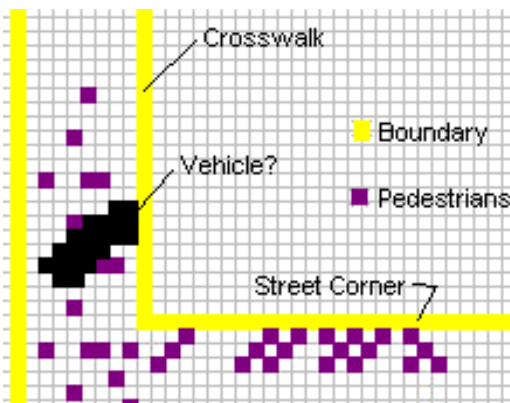 Crosswalk
Boundary
Vehicle?
Pedestrians
Street Corner